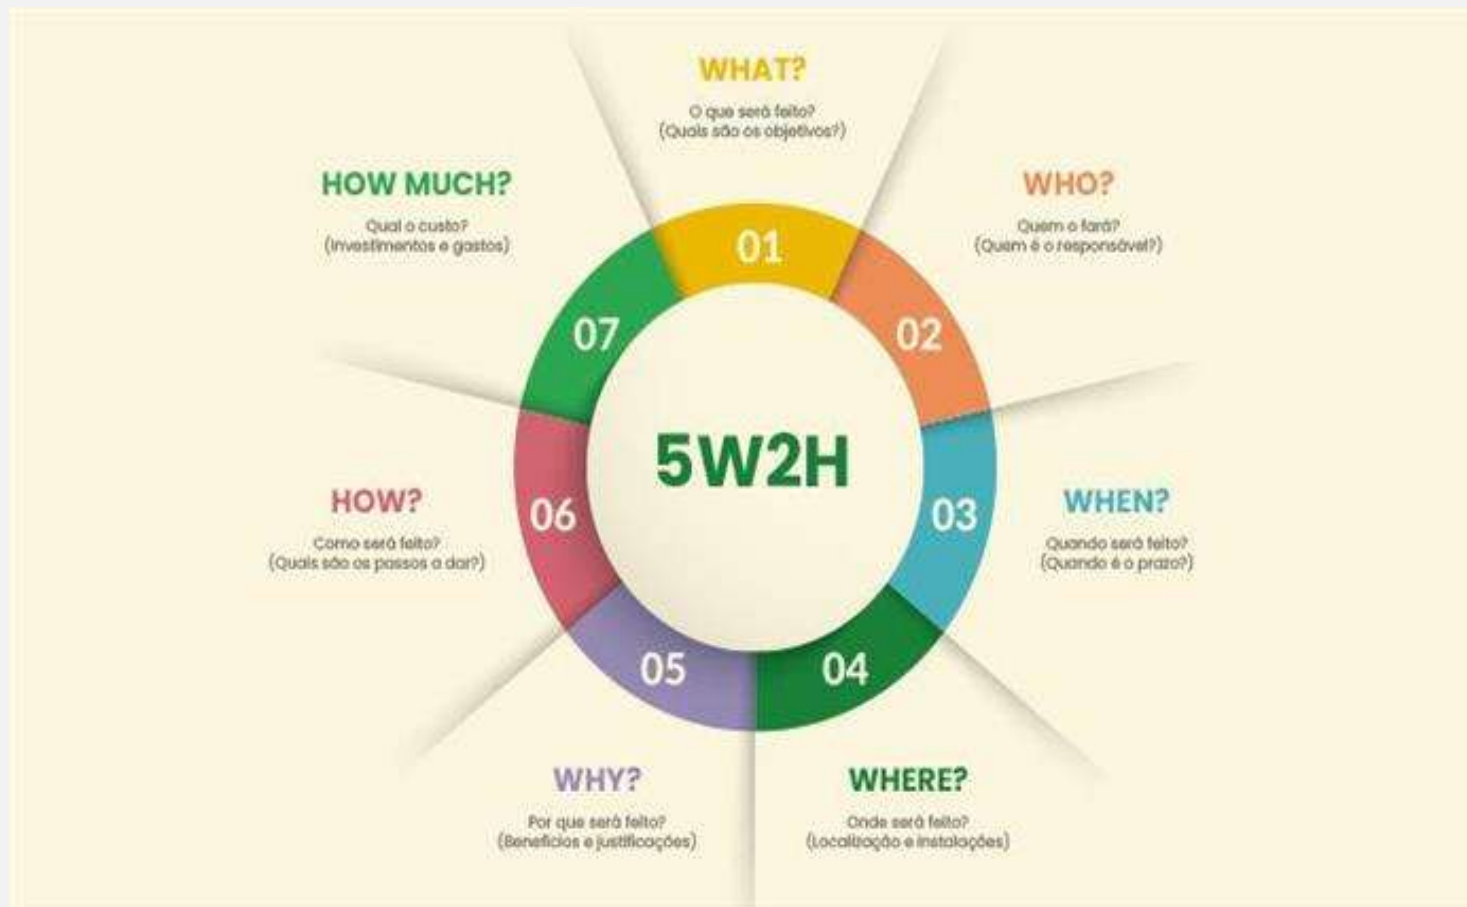 WHAT?
O que será feito?
(Quais são os objetivos?)
WHO?
Quem o fará?
(Quem é o responsável?)
WHEN?
Quando será feito?
(Quando é o prazo?)
WHERE?
Onde será feito?
(Localização e instalações)
WHY?
Por que será feito?
(Benefícios e justificações)
HOW?
Como será feito?
(Quais são os passos a dar?)
HOW MUCH?
Qual o custo?
(Investimentos e gastos)
01
02
03
04
05
06
07
5W2H